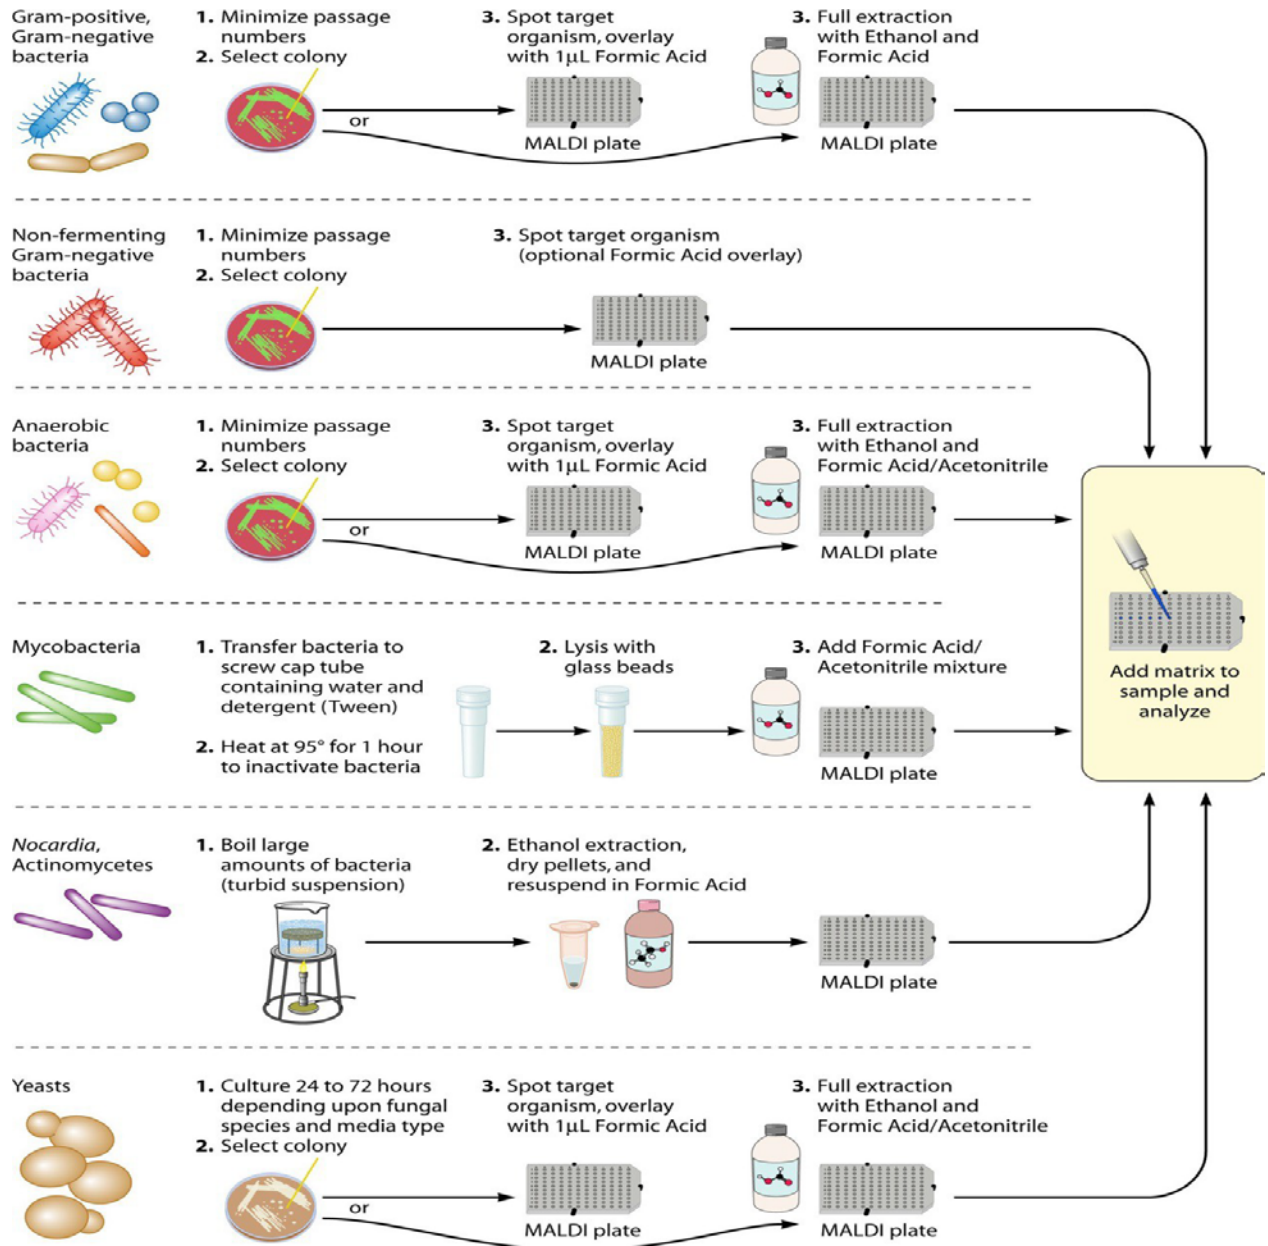 Gram-positive,
Gram-negative
bacteria
1. Minimize passage
numbers
2. Select colony
or
3. Spot target
organism, overlay
with 1μL Formic Acid
MALDI plate
3. Full extraction
with Ethanol and
Formic Acid
MALDI plate
Non-fermenting
Gram-negative
bacteria
1. Minimize passage
numbers
2. Select colony
3. Spot target organism
(optional Formic Acid overlay)
MALDI plate
Anaerobic
bacteria
1. Minimize passage
numbers
2. Select colony
or
3. Spot target
organism, overlay
with 1μL Formic Acid
MALDI plate
3. Full extraction
with Ethanol and
Formic Acid/Acetonitrile
MALDI plate
Mycobacteria
1. Transfer bacteria to
screw cap tube
containing water and
detergent (Tween)
2. Heat at 95° for 1 hour
to inactivate bacteria
2. Lysis with
glass beads
3. Add Formic Acid/
Acetonitrile mixture
MALDI plate
Add matrix to
sample and
analyze
Nocardia,
Actinomycetes
1. Boil large
amounts of bacteria
(turbid suspension)
2. Ethanol extraction,
dry pellets, and
resuspend in Formic Acid
MALDI plate
Yeasts
1. Culture 24 to 72 hours
depending upon fungal
species and media type
2. Select colony
or
3. Spot target
organism, overlay
with 1μL Formic Acid
MALDI plate
3. Full extraction
with Ethanol and
Formic Acid/Acetonitrile
MALDI plate